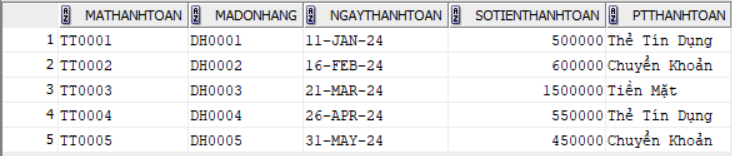 MATHANHTOAN MADONHANG NGAYTHANHTOAN SOTIENTHANHTOAN PTTHANHTOAN
1 TT0001 DH0001 11-JAN-24 500000 Thẻ Tín Dụng
2 TT0002 DH0002 16-FEB-24 600000 Chuyển Khoản
3 TT0003 DH0003 21-MAR-24 1500000 Tiền Mặt
4 TT0004 DH0004 26-APR-24 550000 Thẻ Tín Dụng
5 TT0005 DH0005 31-MAY-24 450000 Chuyển Khoản